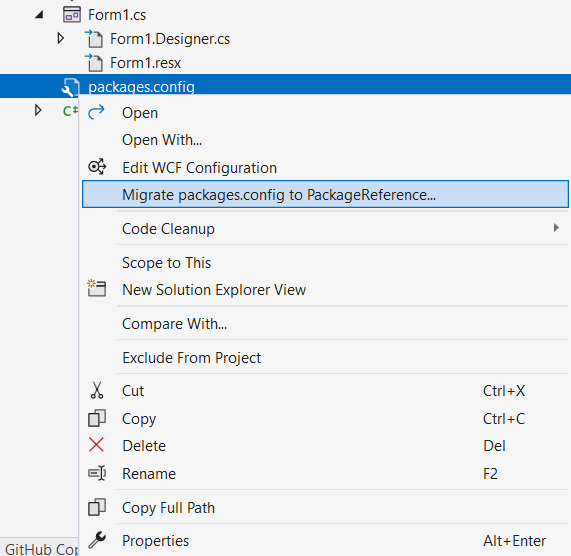 Form1.cs
Form1.Designer.cs
Form1.resx
packages.config
C#
Open
Open With...
Edit WCF Configuration
Migrate packages.config to PackageReference...
Code Cleanup
Scope to This
New Solution Explorer View
Compare With...
Exclude From Project
Cut Ctrl+X
Copy Ctrl+C
Delete Del
Rename F2
Copy Full Path
Properties Alt+Enter
GitHub Cop